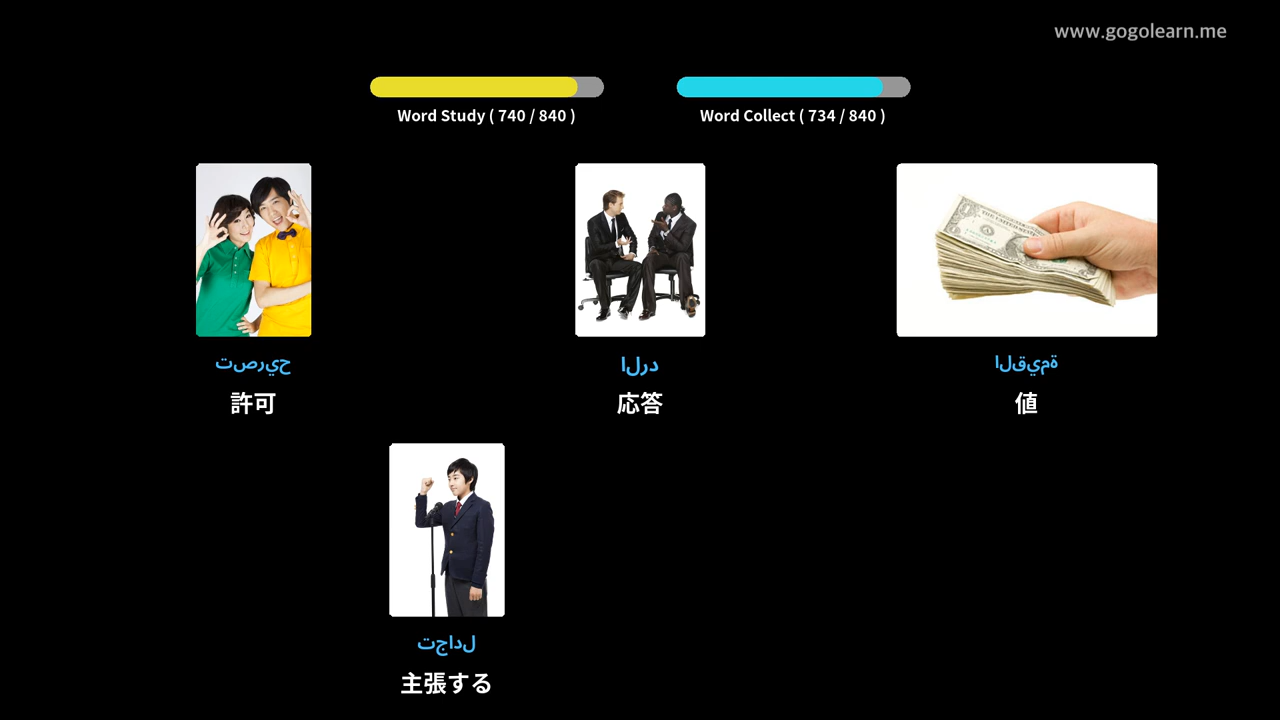 www.gogolearn.me
Word Study ( 740 / 840 )
Word Collect ( 734 / 840 )
تصريح
許可
الرد
応答
القيمة
値
تجادل
主張する